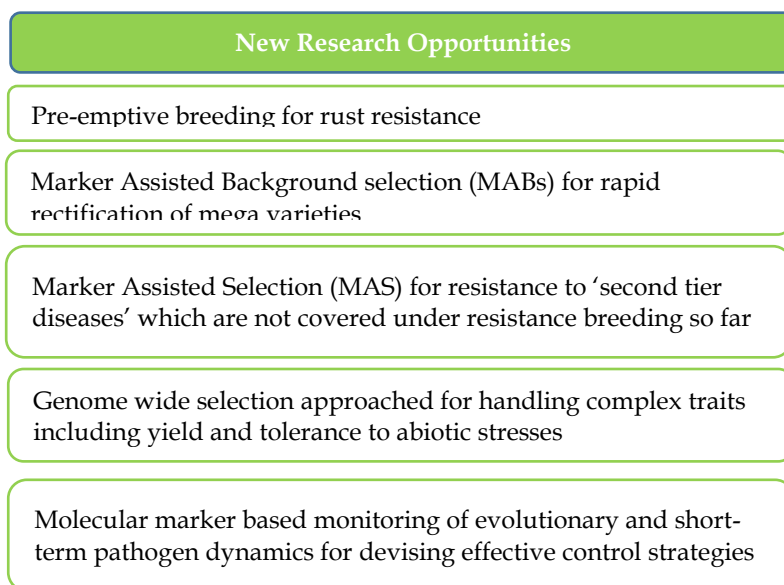 New Research Opportunities
Pre-emptive breeding for rust resistance
Marker Assisted Background selection (MABs) for rapid
rectification of mega varieties
Marker Assisted Selection (MAS) for resistance to ‘second tier
diseases’ which are not covered under resistance breeding so far
Genome wide selection approached for handling complex traits
including yield and tolerance to abiotic stresses
Molecular marker based monitoring of evolutionary and short-
term pathogen dynamics for devising effective control strategies